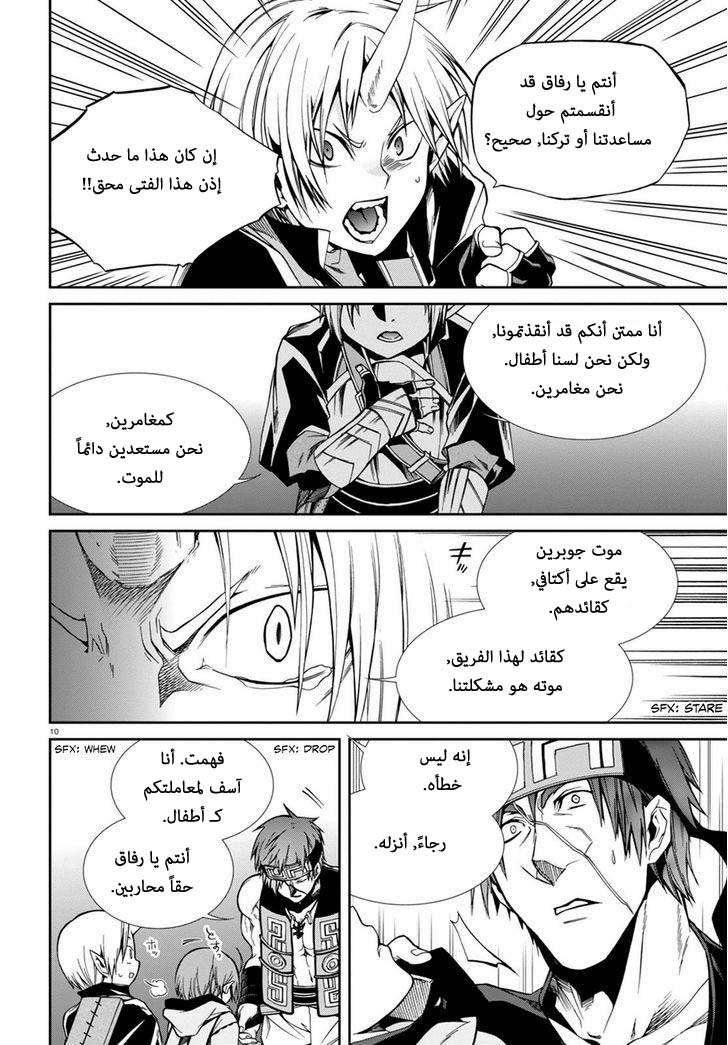 أنتم يا رفاق قد
أنقسمتم حول
مساعدتنا أو تركنا, صحيح؟
إن كان هذا ما حدث
إذن هذا الفتى محق!!
أنا ممتن أنكم قد أنقذتمونا,
ولكن نحن لسنا أطفال.
نحن مغامرين.
كمغامرين,
نحن مستعدين دائماً
للموت.
موت جوبرين
يقع على أكتافي
كقائدهم.
كقائد لهذا الفريق,
موته هو مشكلتنا.
SFX: STARE
10
إنه ليس
خطأه.
رجاءً, أنزله.
SFX: DROP
SFX: WHEW
فهمت. أنا
آسف لمعاملتكم
كـ أطفال.
أنتم يا رفاق
حقاً محاربين.
ホッ